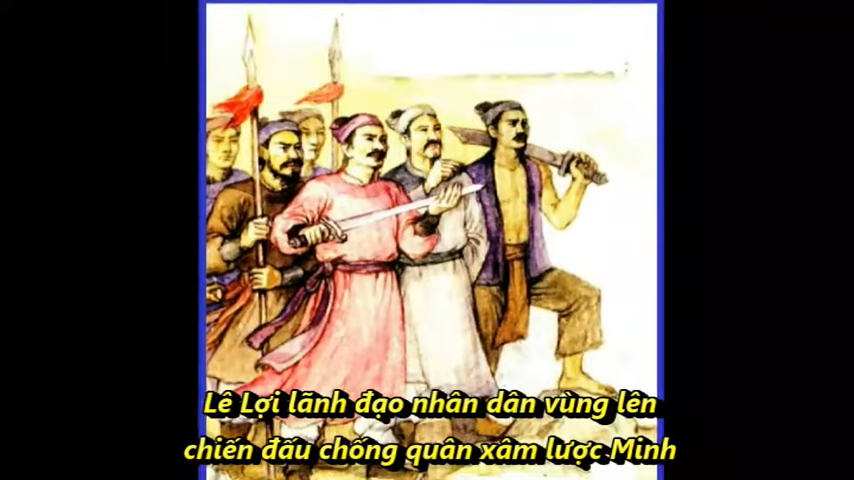 Lê Lợi lãnh đạo nhân dân vùng lên
chiến đấu chống quân xâm lược Minh